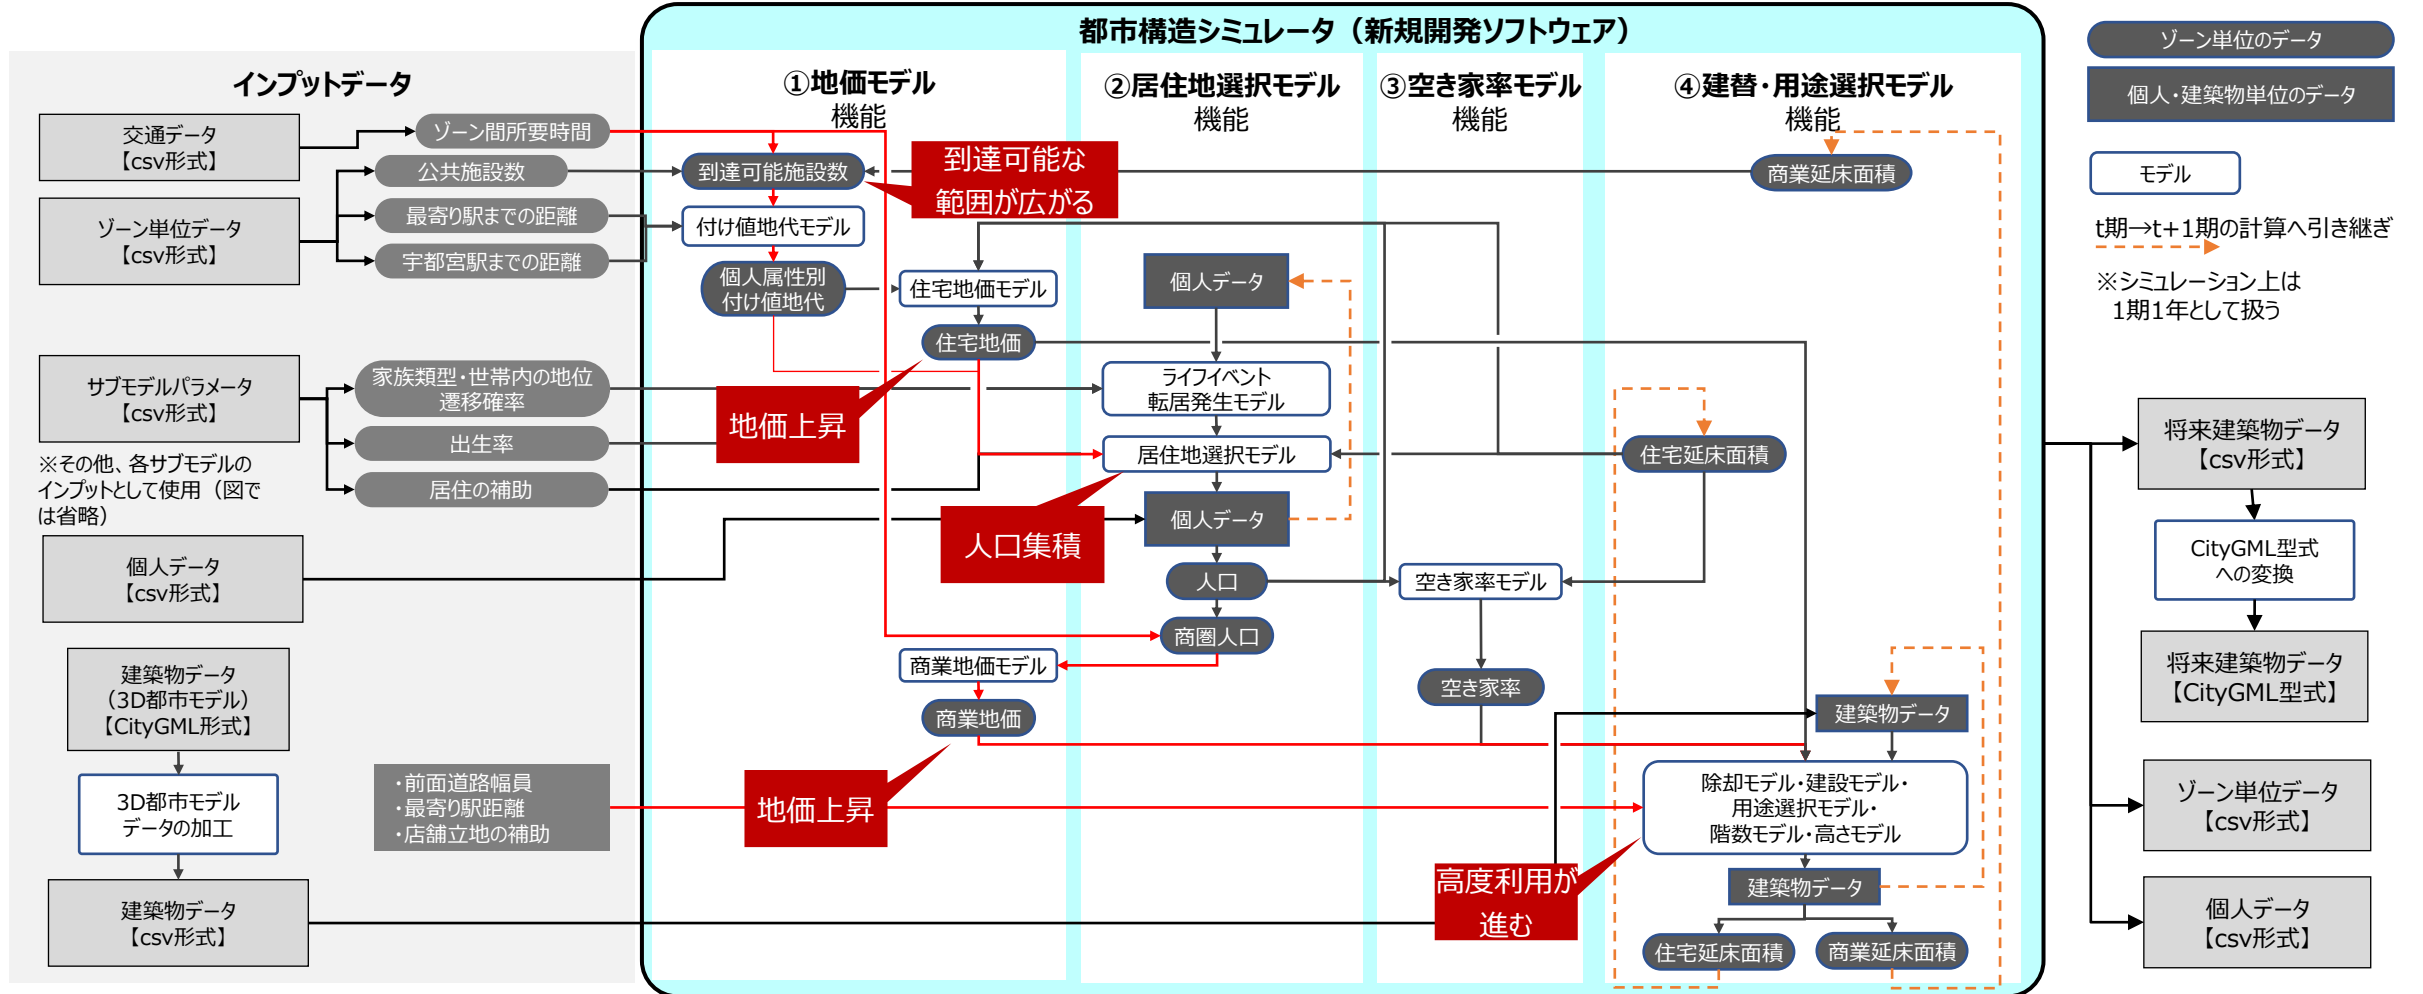 都市構造シミュレータ（新規開発ソフトウェア）
インプットデータ
交通データ
【csv形式】
ゾーン間所要時間
公共施設数
ゾーン単位データ
【csv形式】
最寄り駅までの距離
宇都宮駅までの距離
サブモデルパラメータ
【csv形式】
家族類型・世帯内の地位
遷移確率
出生率
居住の補助
※その他、各サブモデルの
インプットとして使用（図で
は省略）
個人データ
【csv形式】
建築物データ
（3D都市モデル）
【CityGML形式】
3D都市モデル
データの加工
・前面道路幅員
・最寄り駅距離
・店舗立地の補助
建築物データ
【csv形式】
①地価モデル
機能
到達可能施設数
付け値地代モデル
個人属性別
付け値地代
住宅地価モデル
住宅地価
地価上昇
商業地価モデル
商業地価
地価上昇
②居住地選択モデル
機能
到達可能な
範囲が広がる
個人データ
ライフイベント
転居発生モデル
居住地選択モデル
個人データ
人口集積
人口
商圏人口
③空き家率モデル
機能
空き家率モデル
空き家率
④建替・用途選択モデル
機能
商業延床面積
住宅延床面積
建築物データ
除却モデル・建設モデル・
用途選択モデル・
階数モデル・高さモデル
高度利用が
進む
建築物データ
住宅延床面積
商業延床面積
ゾーン単位のデータ
個人・建築物単位のデータ
モデル
t期→t+1期の計算へ引き継ぎ
※シミュレーション上は
1期1年として扱う
将来建築物データ
【csv形式】
CityGML型式
への変換
将来建築物データ
【CityGML型式】
ゾーン単位データ
【csv形式】
個人データ
【csv形式】